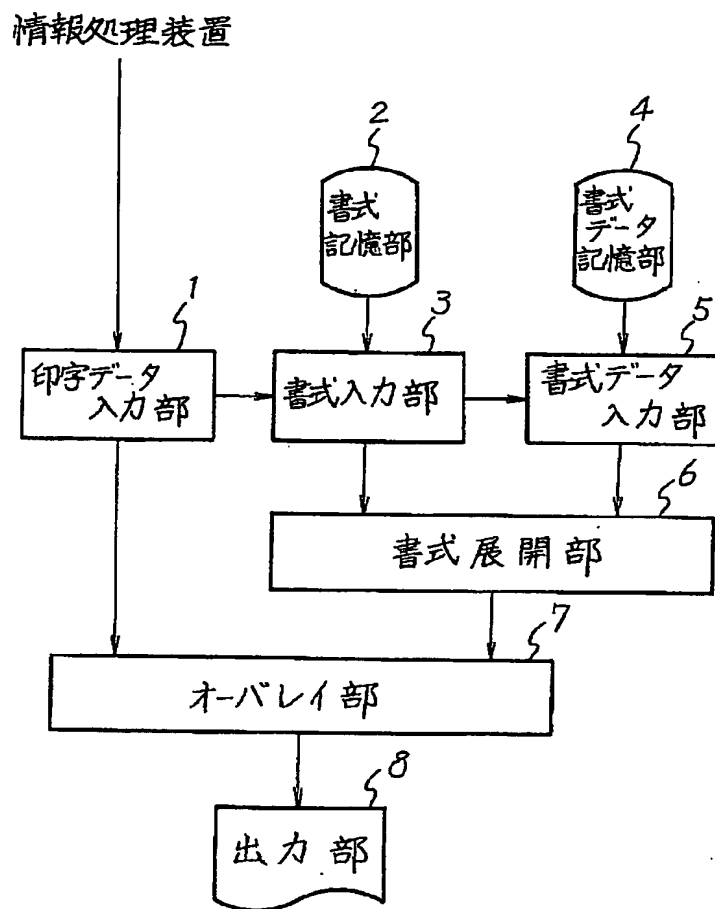 情報処理装置
2
4
書式
記憶部
書式
データ
記憶部
1
3
5
印字データ
入力部
書式入力部
書式データ
入力部
6
書式展開部
7
オーバレイ部
8
出力部